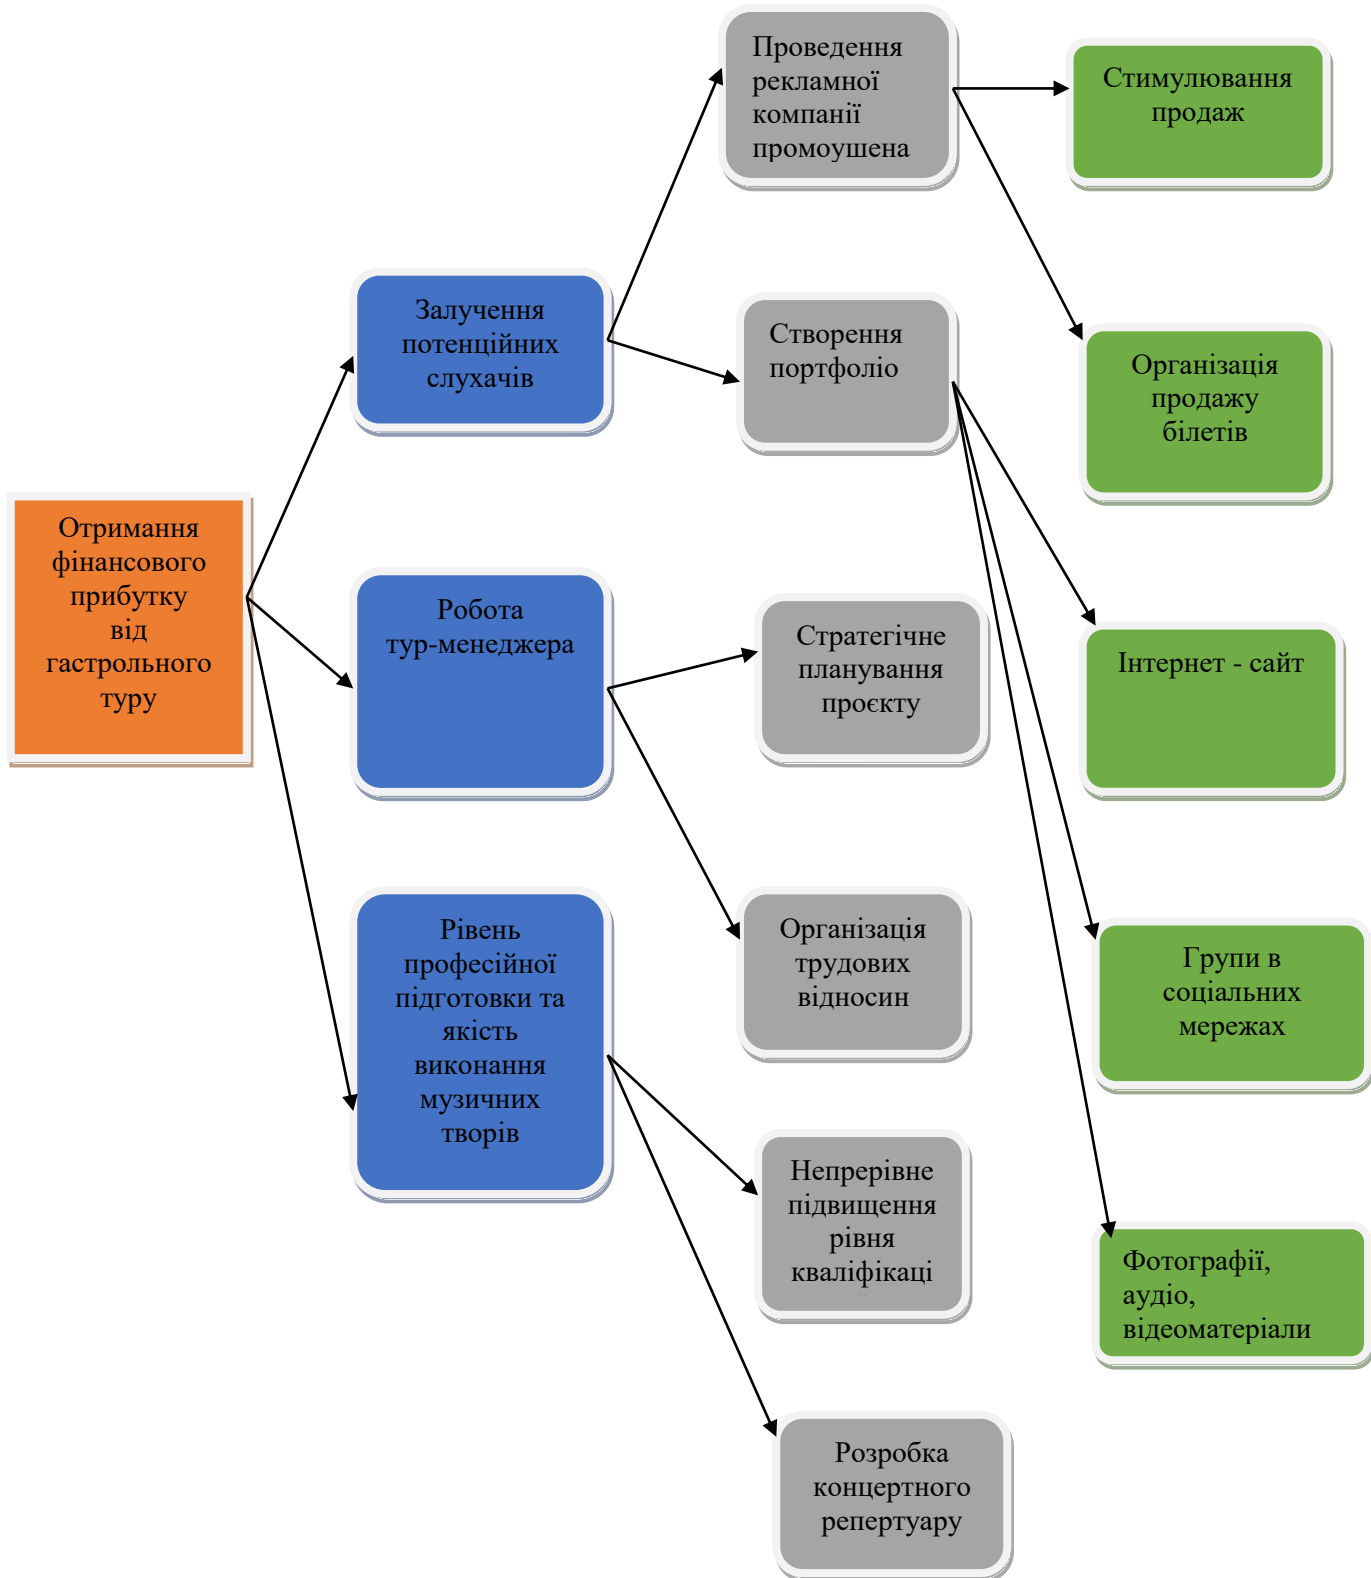 Отримання
фінансового
прибутку
від
гастрольного
туру
Залучення
потенційних
слухачів
Робота
тур-менеджера
Рівень
професійної
підготовки та
якість
виконання
музичних
творів
Проведення
рекламної
компанії
промоушена
Створення
портфоліо
Стратегічне
планування
проєкту
Організація
трудових
відносин
Непрерівне
підвищення
рівня
кваліфікаці
Розробка
концертного
репертуару
Стимулювання
продаж
Організація
продажу
білетів
Інтернет - сайт
Групи в
соціальних
мережах
Фотографії,
аудіо,
відеоматеріали